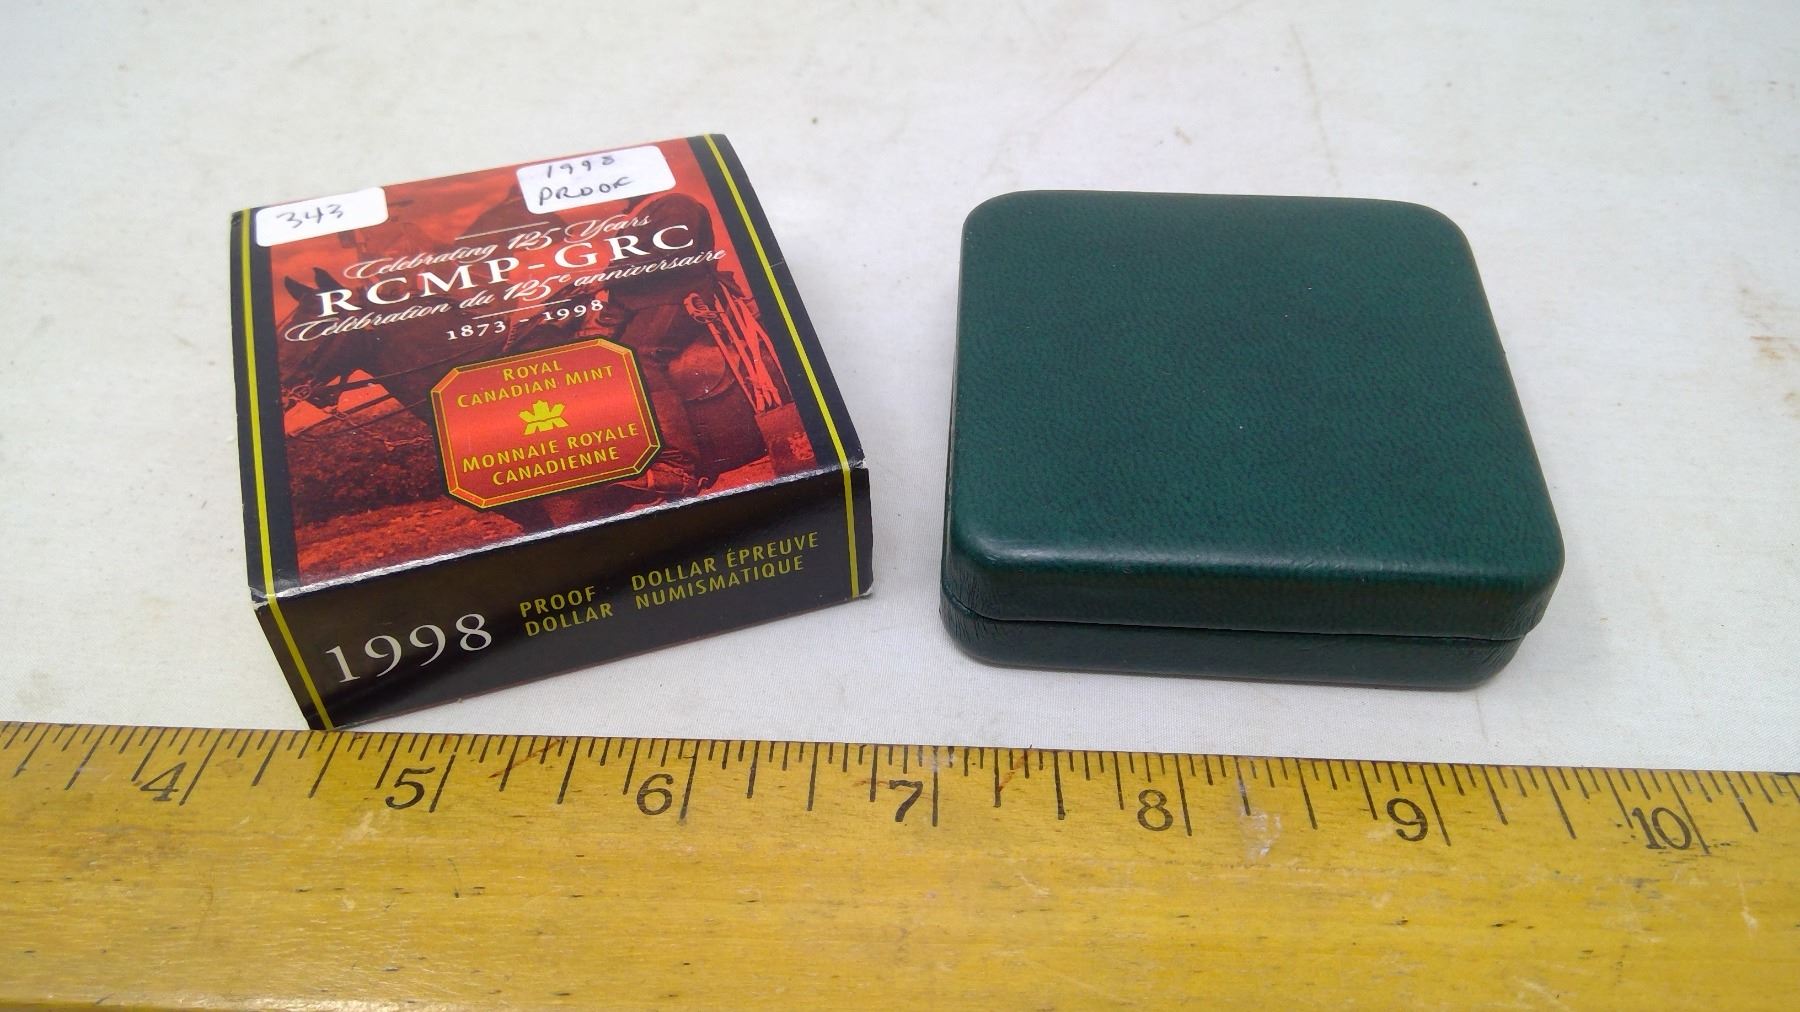 343
1998
PROOF
Celebrating 125 Years
RCMP-GRC
Célébration du 125e anniversaire
1873 - 1998
ROYAL
CANADIAN MINT
MONNAIE ROYALE
CANADIENNE
1998
PROOF
DOLLAR
DOLLAR ÉPREUVE
NUMISMATIQUE
4 5 6 7 8 9 10